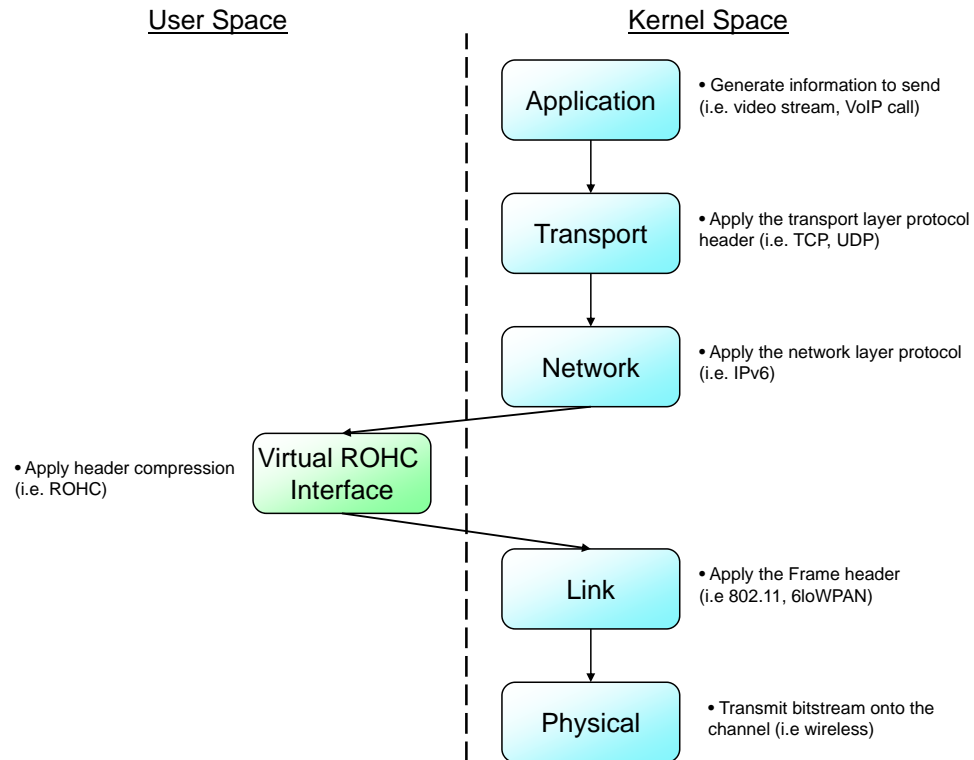 User Space
Kernel Space
Application
• Generate information to send
(i.e. video stream, VoIP call)
Transport
• Apply the transport layer protocol
header (i.e. TCP, UDP)
Network
• Apply the network layer protocol
(i.e. IPv6)
• Apply header compression
(i.e. ROHC)
Virtual ROHC
Interface
Link
• Apply the Frame header
(i.e 802.11, 6loWPAN)
Physical
• Transmit bitstream onto the
channel (i.e wireless)